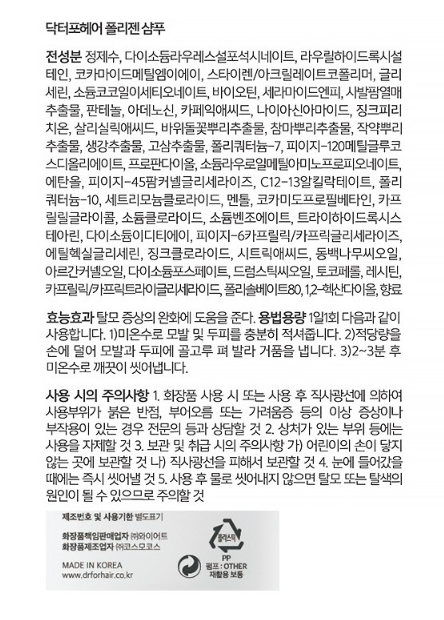 닥터포헤어 폴리젠 샴푸
전성분 정제수, 다이소듐라우레스설포석시네이트, 라우릴하이드록시설
테인, 코카미도메틸엠이에이, 스타이렌/아크릴레이트코폴리머, 글리
세린, 소듐코코일이세티오네이트, 바이오틴, 세라마이드엔피, 사발팜열매
추출물, 판테놀, 아데노신, 카페익애씨드, 나이아신아마이드, 징크피리
치온, 살리실릭애씨드, 바위돌꽃뿌리추출물, 참마뿌리추출물, 작약뿌리
추출물, 생강추출물, 고삼추출물, 폴리쿼터늄-7, 피이지-120메틸글루코
스디올리에이트, 프로판다이올, 소듐라우로일메틸아미노프로피오네이트,
에탄올, 피이지-45팜커넬글리세라이즈, C12-13알킬락테이트, 폴리
쿼터늄-10, 세트리모늄클로라이드, 멘톨, 코카미도프로필베타인, 카프
릴릴글라이콜, 소듐클로라이드, 소듐벤조에이트, 트라이하이드록시스
테아린, 다이소듐이디티에이, 피이지-6카프릴릭/카프릭글리세라이즈,
에틸헥실글리세린, 징크클로라이드, 시트릭애씨드, 동백나무씨오일,
아르간커넬오일, 다이소듐포스페이트, 드럼스틱씨오일, 토코페롤, 레시틴,
카프릴릭/카프릭트라이글리세라이드, 폴리솔베이트80, 1,2-헥산다이올, 향료
효능효과 탈모 증상의 완화에 도움을 준다. 용법용량 1일1회 다음과 같이
사용합니다. 1)미온수로 모발 및 두피를 충분히 적셔줍니다. 2)적당량을
손에 덜어 모발과 두피에 골고루 펴 발라 거품을 냅니다. 3)2~3분 후
미온수로 깨끗이 씻어냅니다.
사용 시의 주의사항 1. 화장품 사용 시 또는 사용 후 직사광선에 의하여
사용부위가 붉은 반점, 부어오름 또는 가려움증 등의 이상 증상이나
부작용이 있는 경우 전문의 등과 상담할 것 2. 상처가 있는 부위 등에는
사용을 자제할 것 3. 보관 및 취급 시의 주의사항 가) 어린이의 손이 닿지
않는 곳에 보관할 것 나) 직사광선을 피해서 보관할 것 4. 눈에 들어갔을
때에는 즉시 씻어낼 것 5. 사용 후 물로 씻어내지 않으면 탈모 또는 탈색의
원인이 될 수 있으므로 주의할 것
제조번호 및 사용기한 별도표기
화장품책임판매업자 ㈜와이어트
화장품제조업자 ㈜코스모코스
MADE IN KOREA
www.drforhair.co.kr
플라스틱
PP
펌프 : OTHER
재활용 보통